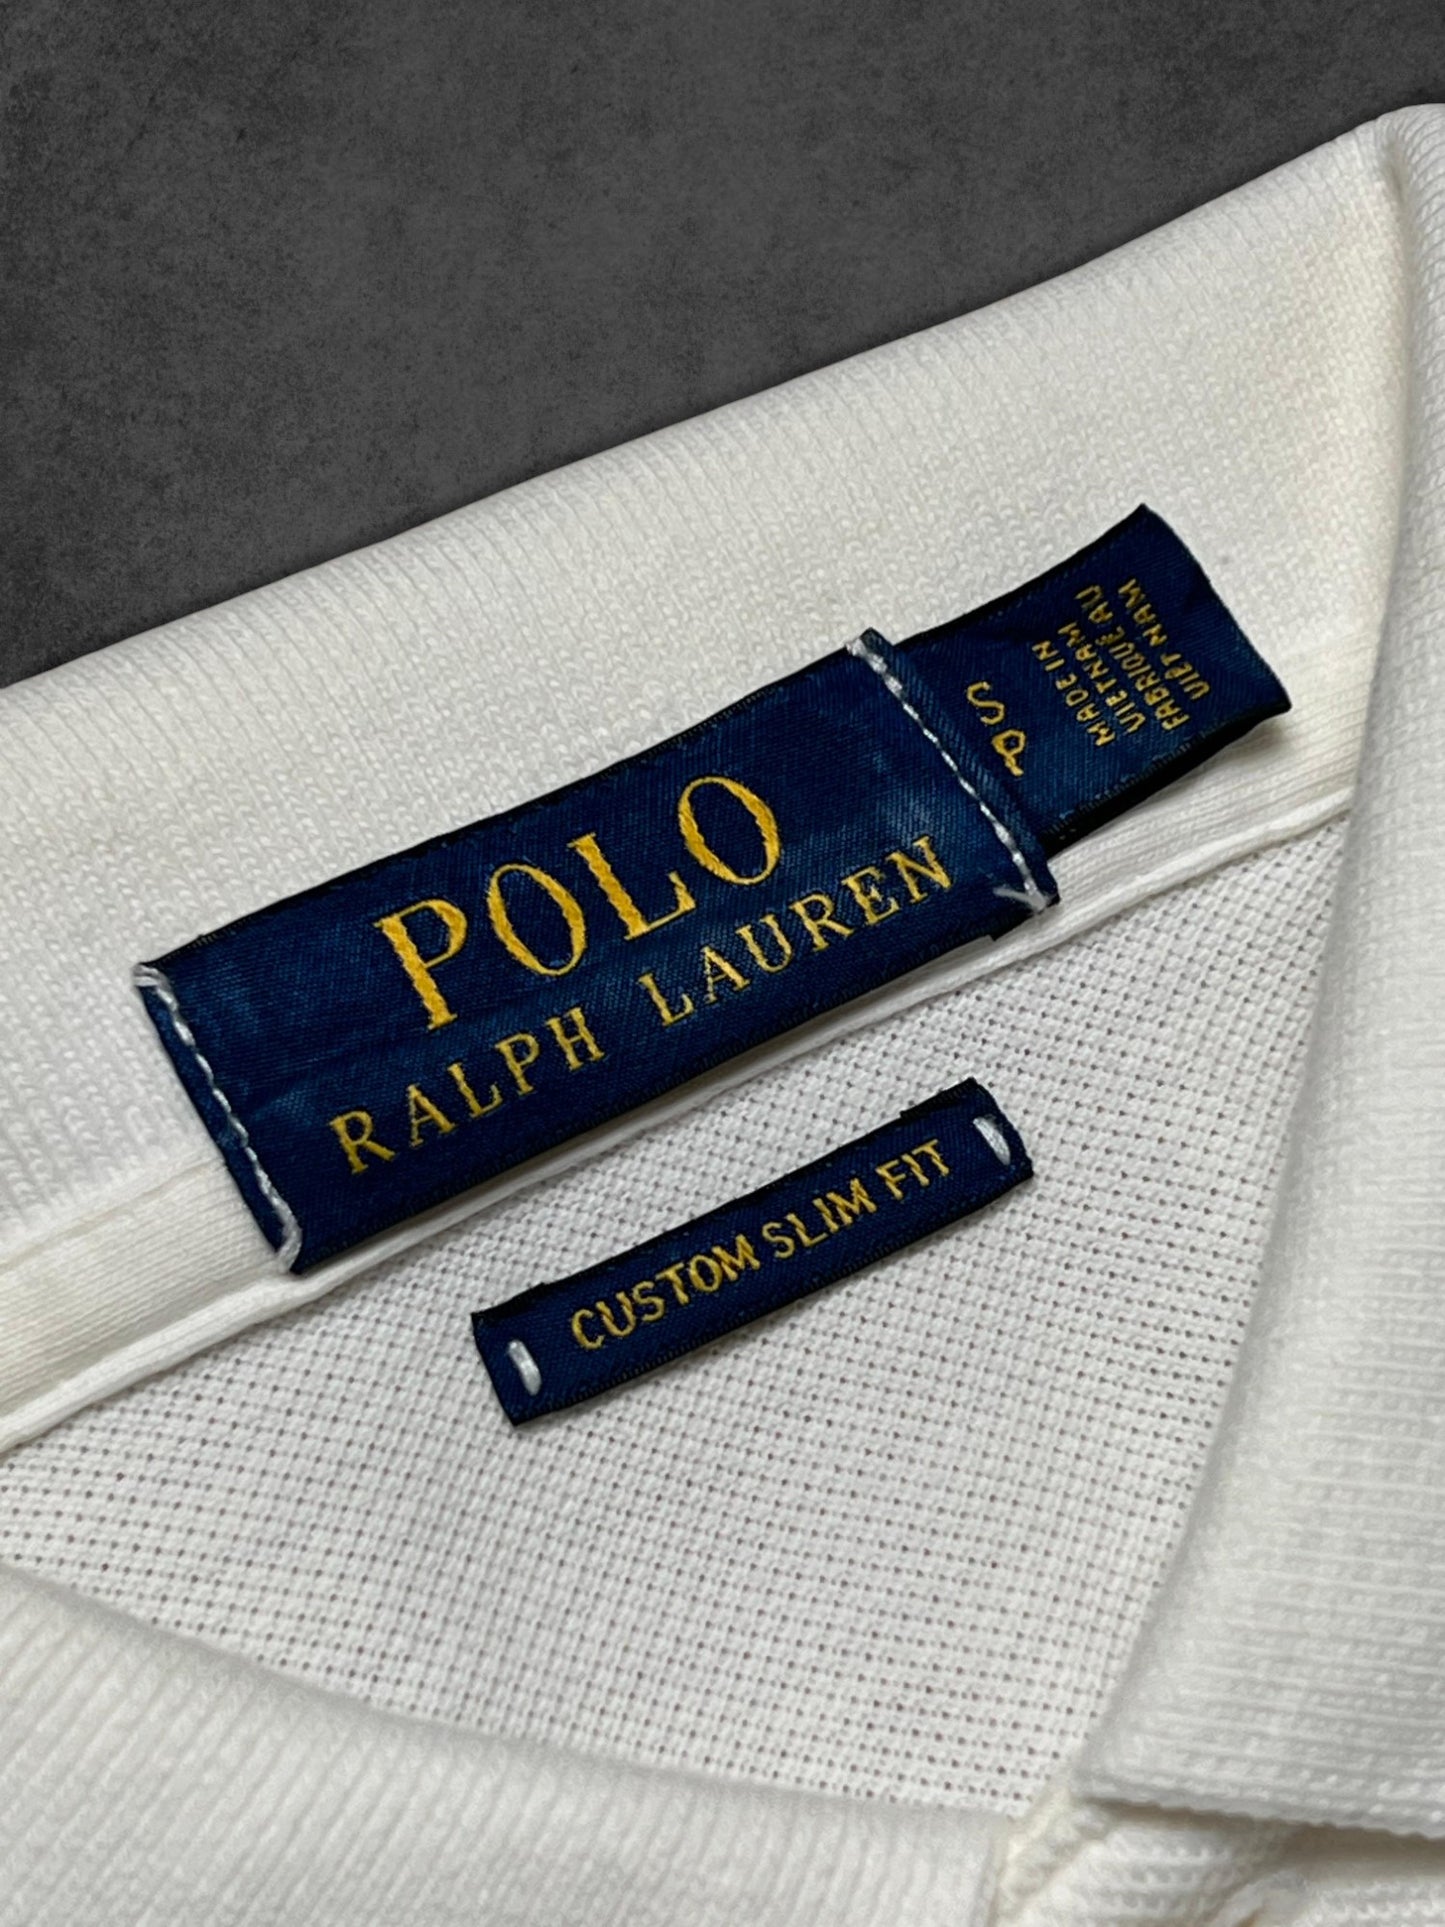 POLO
RALPH LAUREN
CUSTOM SLIM FIT
MADE IN
VIETNAM
FABRIQUÉ AU
VIÊT NAM